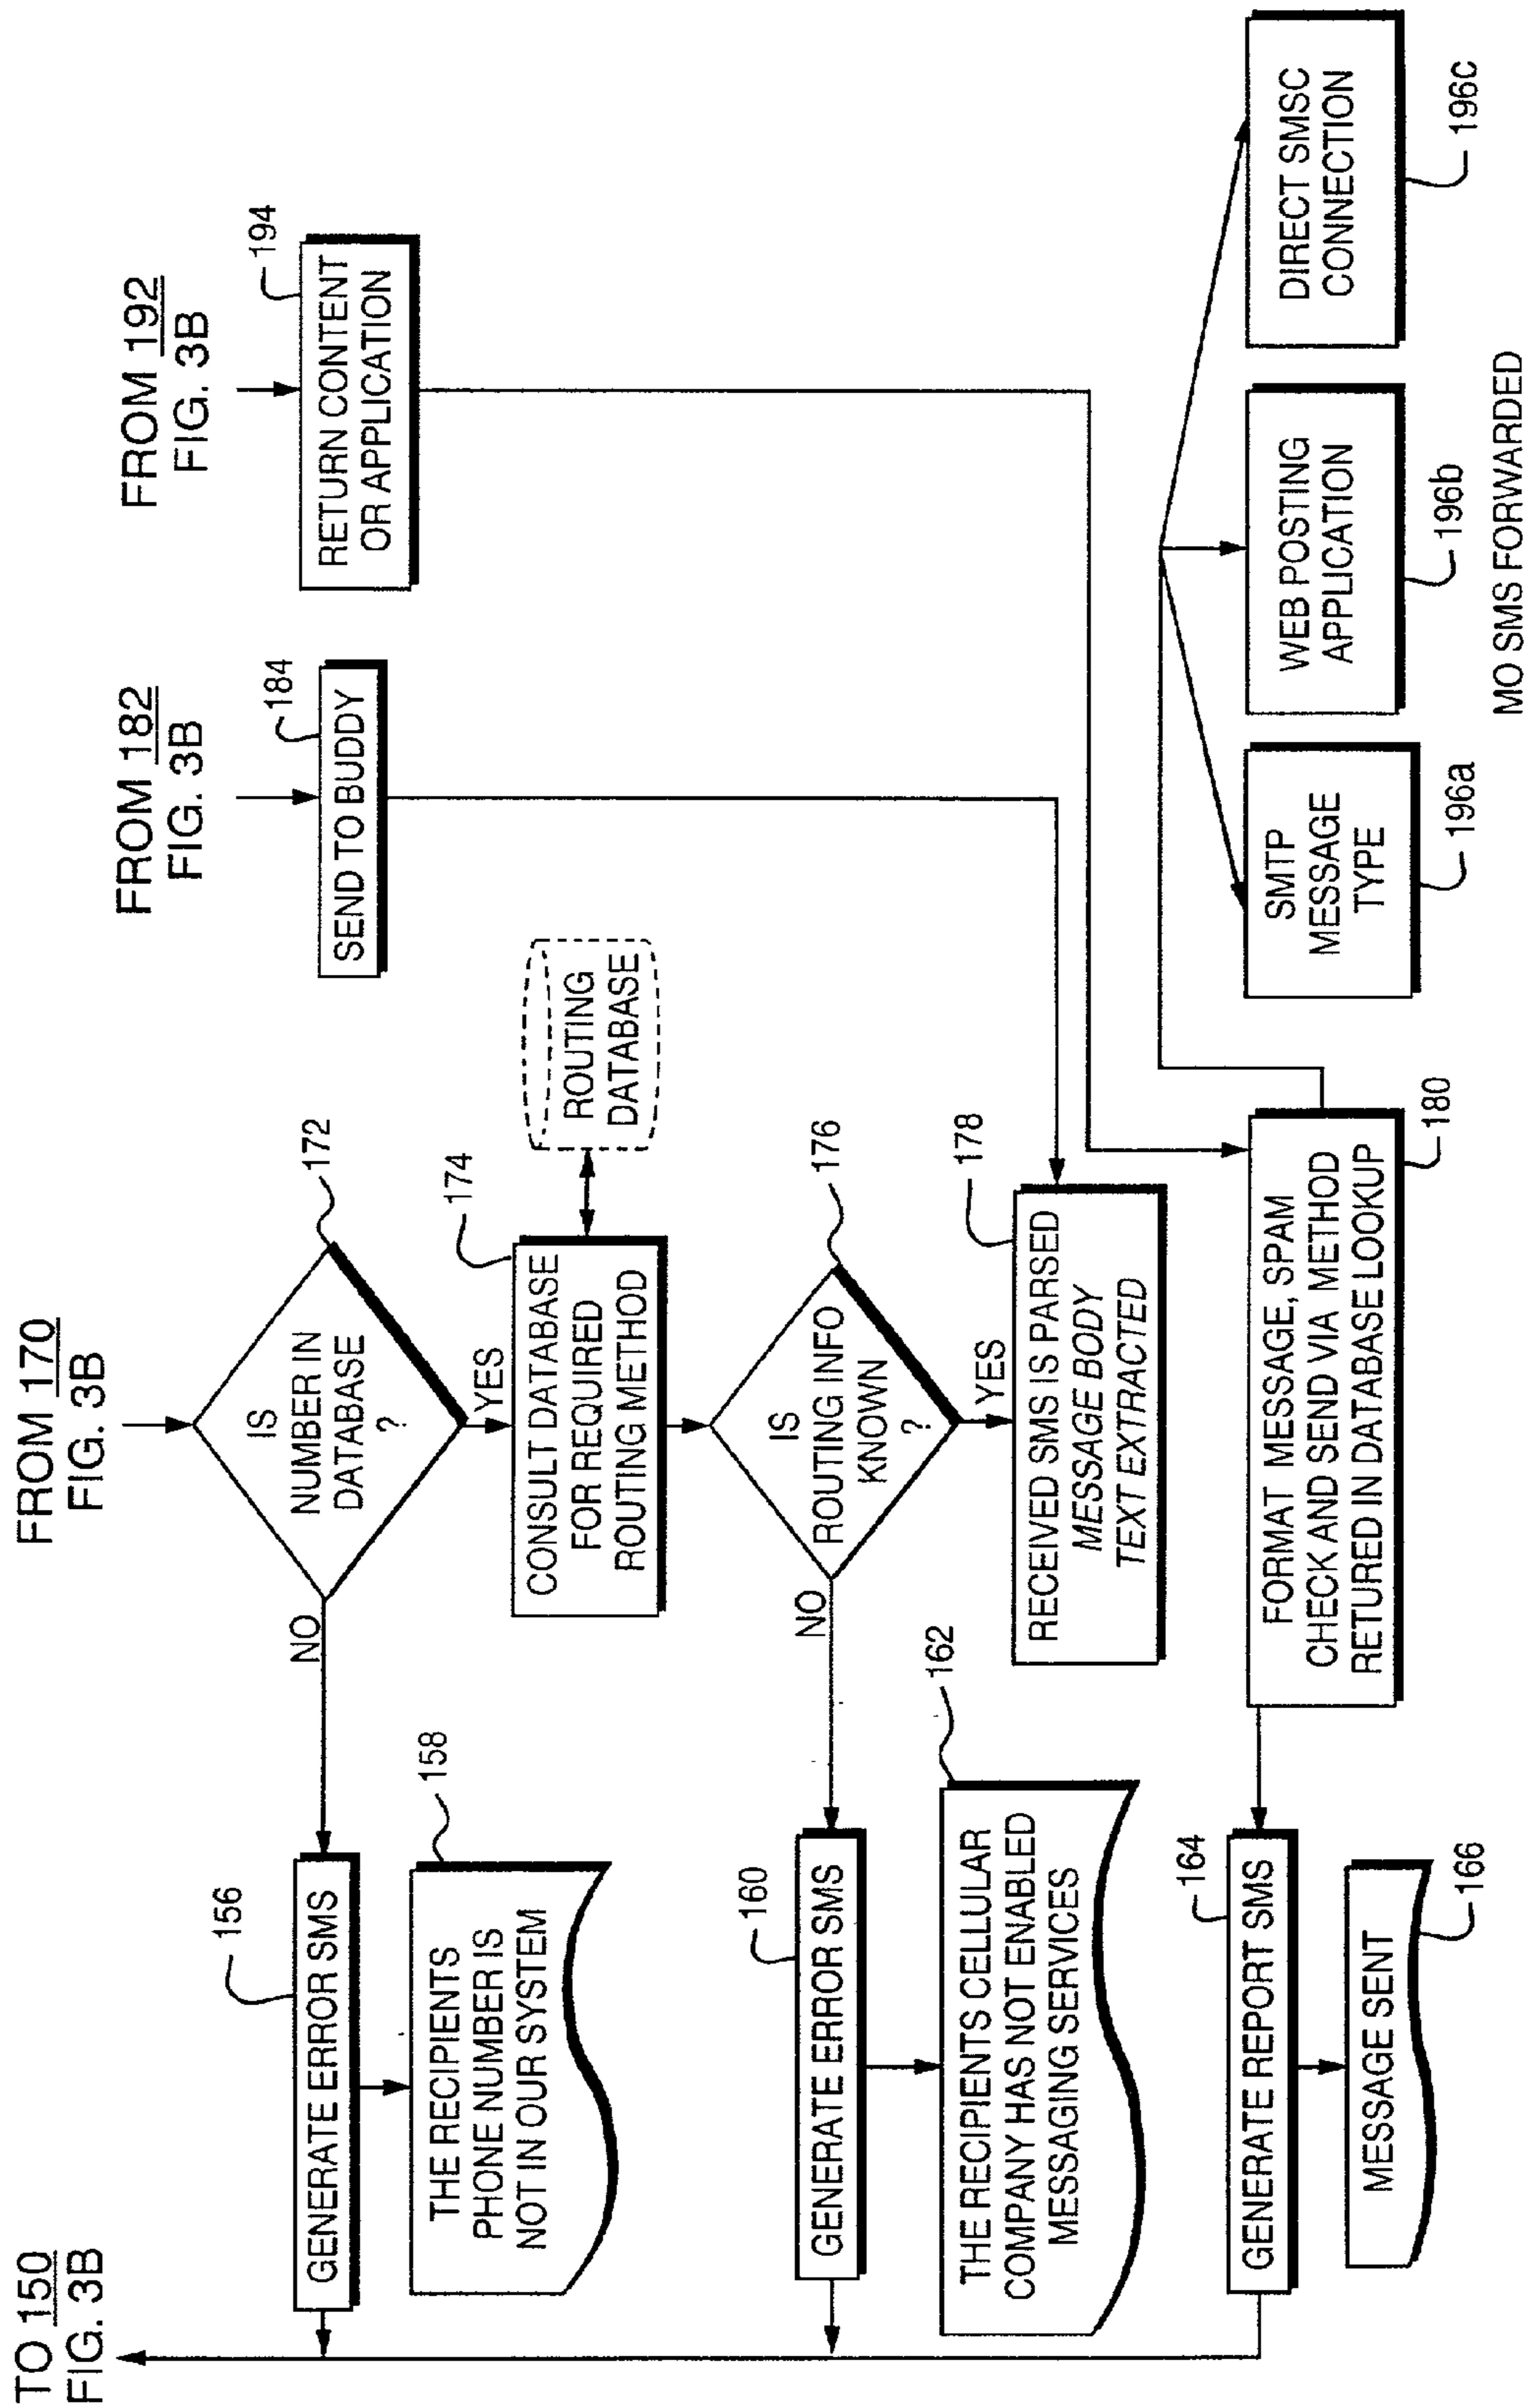 TO 150
FIG. 3B
FROM 170
FIG. 3B
FROM 182
FIG. 3B
FROM 192
FIG. 3B
156
GENERATE ERROR SMS
NO
IS
NUMBER IN
DATABASE
?
172
184
SEND TO BUDDY
194
RETURN CONTENT
OR APPLICATION
158
THE RECIPIENTS
PHONE NUMBER IS
NOT IN OUR SYSTEM
YES
174
CONSULT DATABASE
FOR REQUIRED
ROUTING METHOD
ROUTING
DATABASE
160
GENERATE ERROR SMS
NO
IS
ROUTING INFO
KNOWN
?
176
162
THE RECIPIENTS CELLULAR
COMPANY HAS NOT ENABLED
MESSAGING SERVICES
YES
178
RECEIVED SMS IS PARSED
MESSAGE BODY
TEXT EXTRACTED
164
GENERATE REPORT SMS
FORMAT MESSAGE, SPAM
CHECK AND SEND VIA METHOD
RETURED IN DATABASE LOOKUP
180
SMTP
MESSAGE
TYPE
196a
WEB POSTING
APPLICATION
196b
DIRECT SMSC
CONNECTION
196c
MESSAGE SENT
166
MO SMS FORWARDED